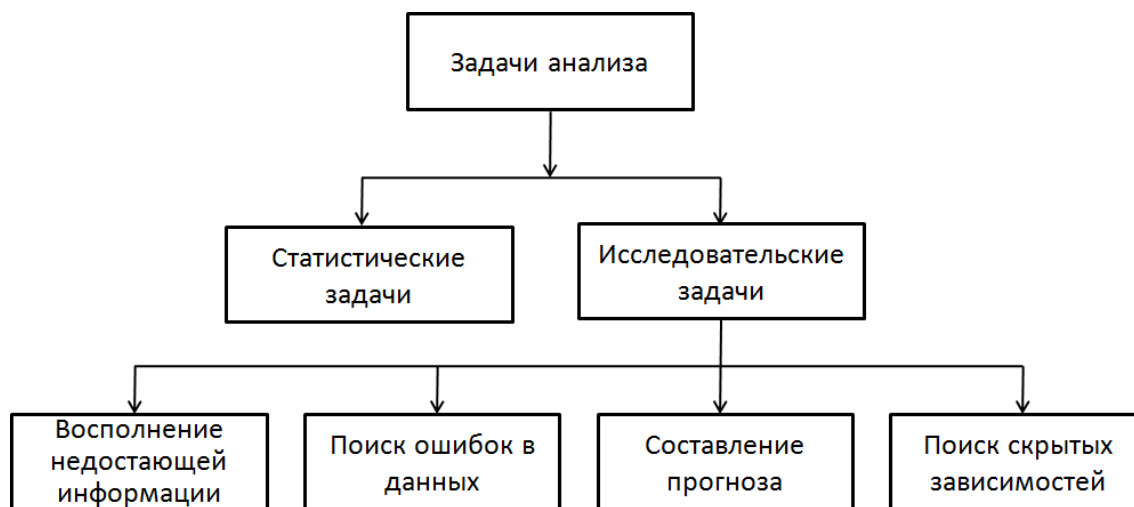 Задачи анализа
Статистические
задачи
Исследовательские
задачи
Восполнение
недостающей
информации
Поиск ошибок в
данных
Составление
прогноза
Поиск скрытых
зависимостей